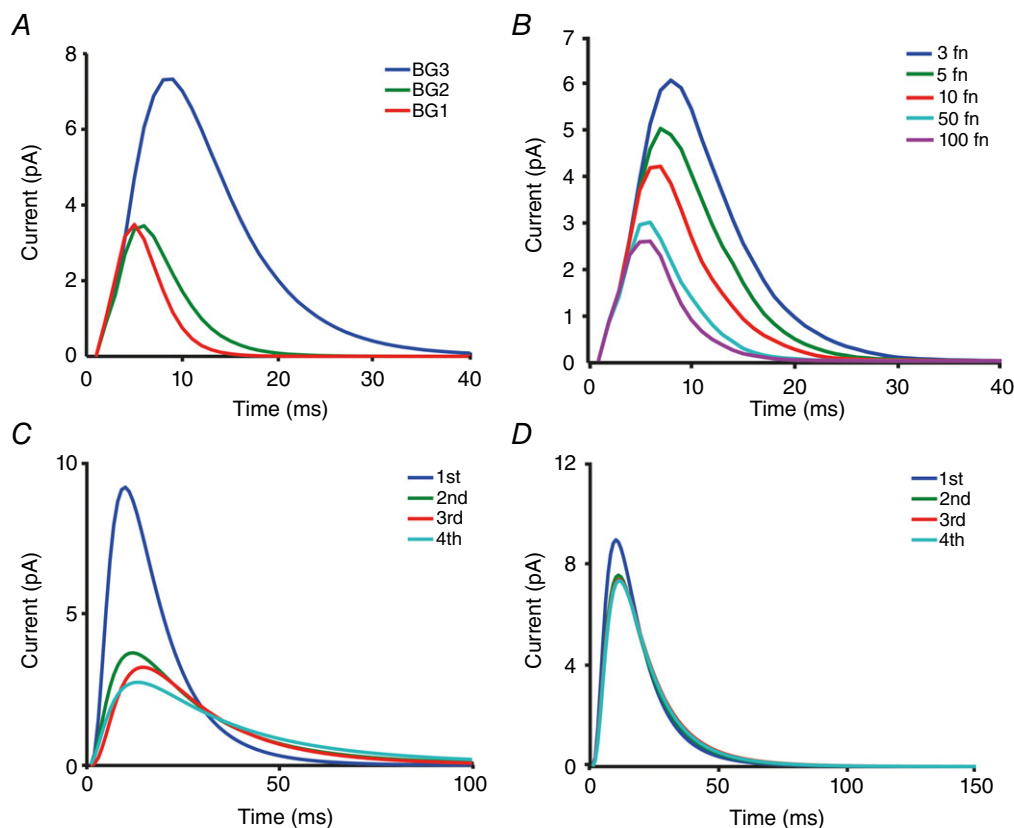 A
8
6
4
2
0
0 10 20 30 40
Current (pA)
Time (ms)
BG3
BG2
BG1
B
7
6
5
4
3
2
1
0
0 10 20 30 40
Current (pA)
Time (ms)
3 fn
5 fn
10 fn
50 fn
100 fn
C
10
5
0
0 50 100
Current (pA)
Time (ms)
1st
2nd
3rd
4th
D
12
8
4
0
0 50 100 150
Current (pA)
Time (ms)
1st
2nd
3rd
4th